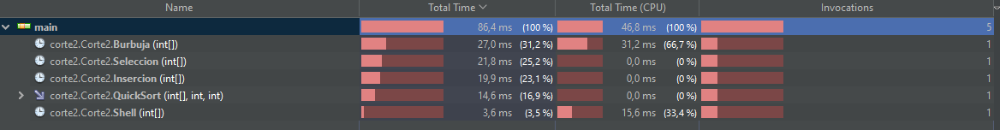 Name Total Time Total Time (CPU) Invocations
main 86,4 ms (100 %) 46,8 ms (100 %) 5
corte2.Corte2.Burbuja (int[]) 27,0 ms (31,2 %) 31,2 ms (66,7 %) 1
corte2.Corte2.Seleccion (int[]) 21,8 ms (25,2 %) 0,0 ms (0 %) 1
corte2.Corte2.Insercion (int[]) 19,9 ms (23,1 %) 0,0 ms (0 %) 1
corte2.Corte2.QuickSort (int[], int, int) 14,6 ms (16,9 %) 0,0 ms (0 %) 1
corte2.Corte2.Shell (int[]) 3,6 ms (3,5 %) 15,6 ms (33,4 %) 1